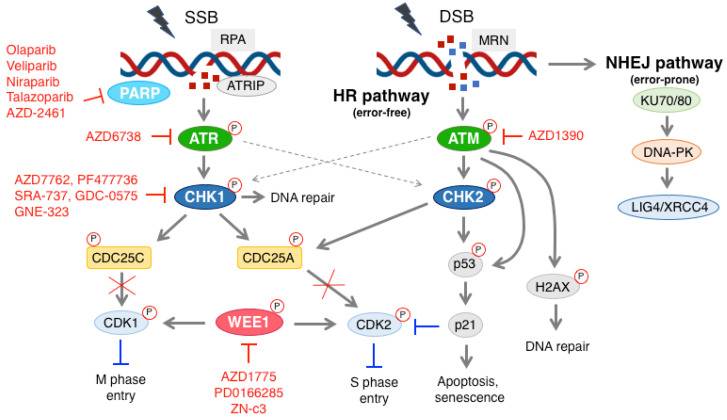 SSB
DSB
RPA
MRN
Olaparib
Veliparib
Niraparib
Talazoparib
AZD-2461
PARP
ATRIP
HR pathway
(error-free)
NHEJ pathway
(error-prone)
KU70/80
DNA-PK
LIG4/XRCC4
AZD6738
ATR
P
ATM
P
AZD1390
AZD7762, PF477736
SRA-737, GDC-0575
GNE-323
CHK1
P
DNA repair
CHK2
P
P
CDC25C
P
CDC25A
p53
P
H2AX
P
CDK1
P
WEE1
P
CDK2
P
p21
DNA repair
M phase
entry
AZD1775
PD0166285
ZN-c3
S phase
entry
Apoptosis,
senescence